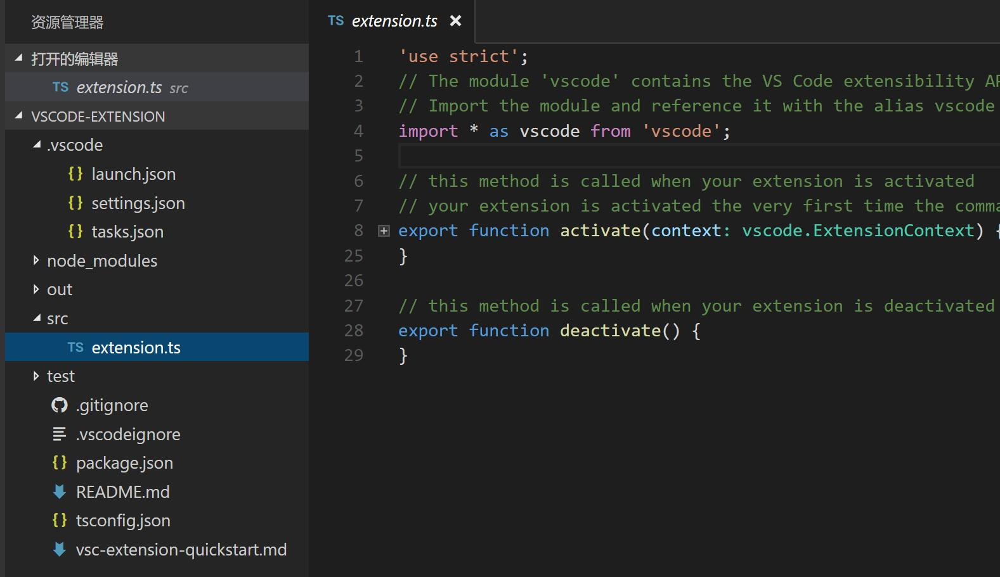 资源管理器
打开的编辑器
TS extension.ts src
VSCODE-EXTENSION
.vscode
{} launch.json
{} settings.json
{} tasks.json
node_modules
out
src
TS extension.ts
test
.gitignore
.vscodeignore
{} package.json
README.md
{} tsconfig.json
vsc-extension-quickstart.md
TS extension.ts
1 'use strict';
2 // The module 'vscode' contains the VS Code extensibility
3 // Import the module and reference it with the alias vscode
4 import * as vscode from 'vscode';
5
6 // this method is called when your extension is activated
7 // your extension is activated the very first time the
8 export function activate(context: vscode.ExtensionContext) {
25 }
26
27 // this method is called when your extension is deactivated
28 export function deactivate() {
29 }